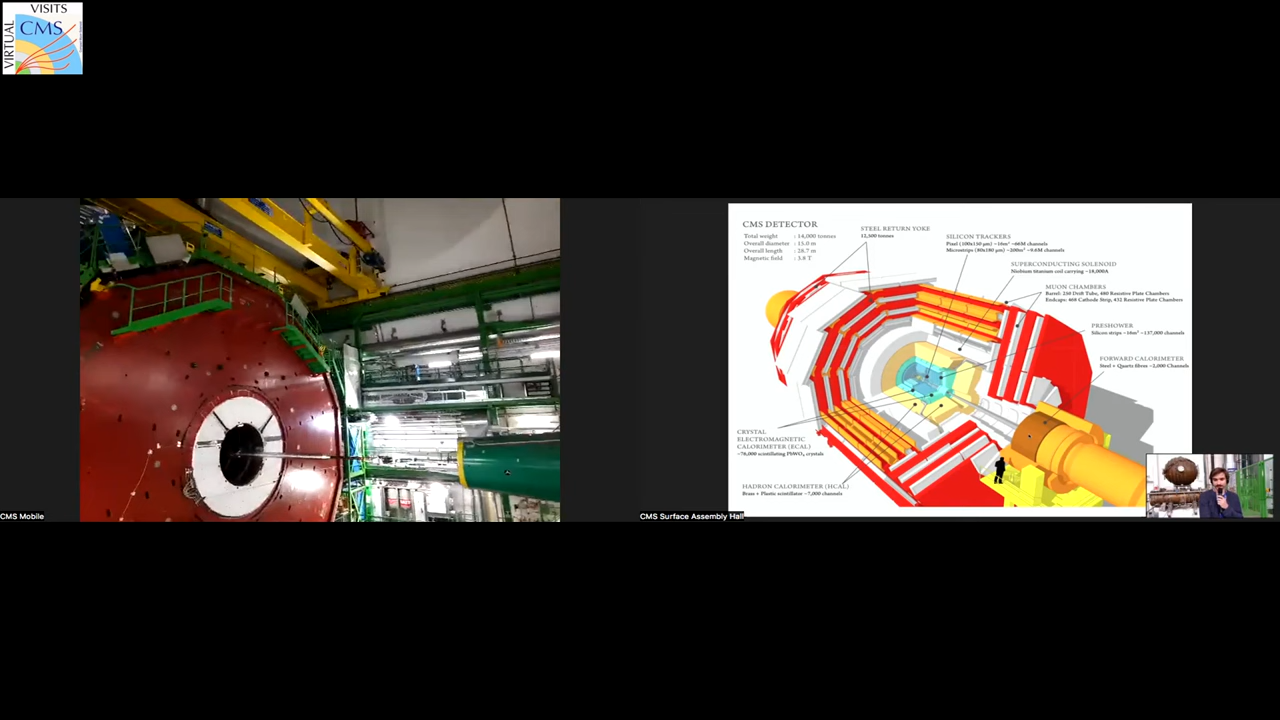 VISITS
CMS
VIRTUAL
CMS DETECTOR
Total weight : 14,000 tonnes
Overall diameter : 15.0 m
Overall length : 28.7 m
Magnetic field : 3.8 T
STEEL RETURN YOKE
12,500 tonnes
SILICON TRACKERS
Pixel (100x150 μm) ~16m² ~66M channels
Microstrips (80x180 μm) ~200m² ~9.6M channels
SUPERCONDUCTING SOLENOID
Niobium titanium coil carrying ~18,000A
MUON CHAMBERS
Barrel: 250 Drift Tube, 480 Resistive Plate Chambers
Endcaps: 468 Cathode Strip, 432 Resistive Plate Chambers
PRESHOWER
Silicon strips ~16m² ~137,000 channels
FORWARD CALORIMETER
Steel + Quartz fibres ~2,000 Channels
CRYSTAL
ELECTROMAGNETIC
CALORIMETER (ECAL)
~76,000 scintillating PbWO₄ crystals
HADRON CALORIMETER (HCAL)
Brass + Plastic scintillator ~7,000 channels
CMS Mobile
CMS Surface Assembly Hall